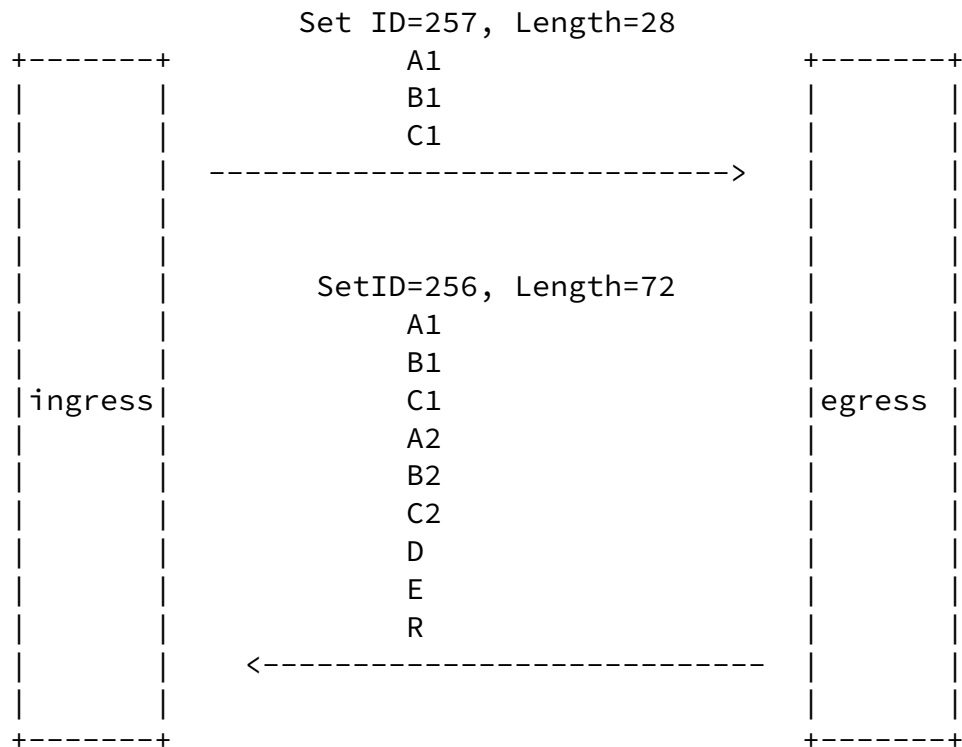 Set ID=257, Length=28
+-------+ A1 +-------+
| | B1 | |
| | C1 | |
| | -----------------------------> | |
| | | |
| | | |
| | SetID=256, Length=72 | |
| | A1 | |
| | B1 | |
|ingress| C1 |egress |
| | A2 | |
| | B2 | |
| | C2 | |
| | D | |
| | E | |
| | R | |
| | <---------------------------- | |
| | | |
+-------+ +-------+